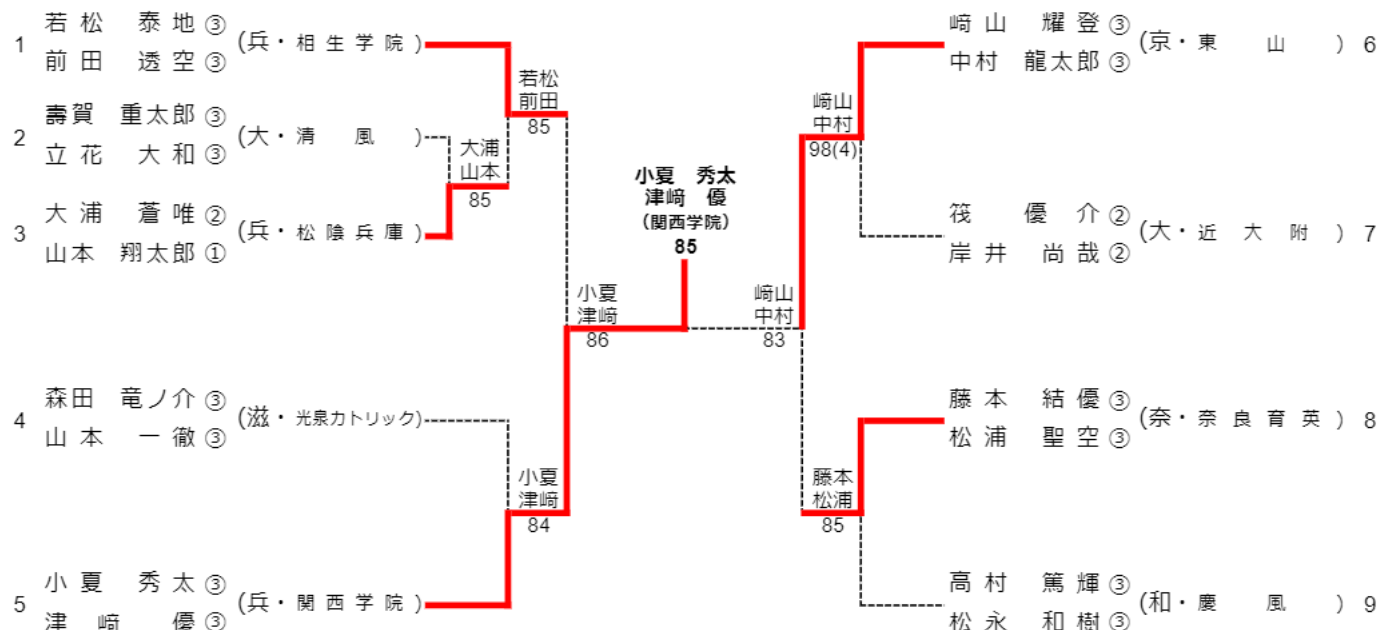 1 若松 泰地 ③ (兵・相生学院)
前田 透空 ③
2 壽賀 重太郎 ③ (大・清風)
立花 大和 ③
3 大浦 蒼唯 ② (兵・松陰兵庫)
山本 翔太郎 ①
4 森田 竜ノ介 ③ (滋・光泉カトリック)
山本 一徹 ③
5 小夏 秀太 ③ (兵・関西学院)
津﨑 優 ③
若松
前田
85
大浦
山本
85
小夏
津﨑
84
小夏
津﨑
86
小夏 秀太
津﨑 優
(関西学院)
85
﨑山
中村
83
﨑山
中村
98(4)
藤本
松浦
85
﨑山 耀登 ③ (京・東山) 6
中村 龍太郎 ③
筏 優介 ② (大・近大附) 7
岸井 尚哉 ②
藤本 結優 ③ (奈・奈良育英) 8
松浦 聖空 ③
高村 篤輝 ③ (和・慶風) 9
松永 和樹 ③